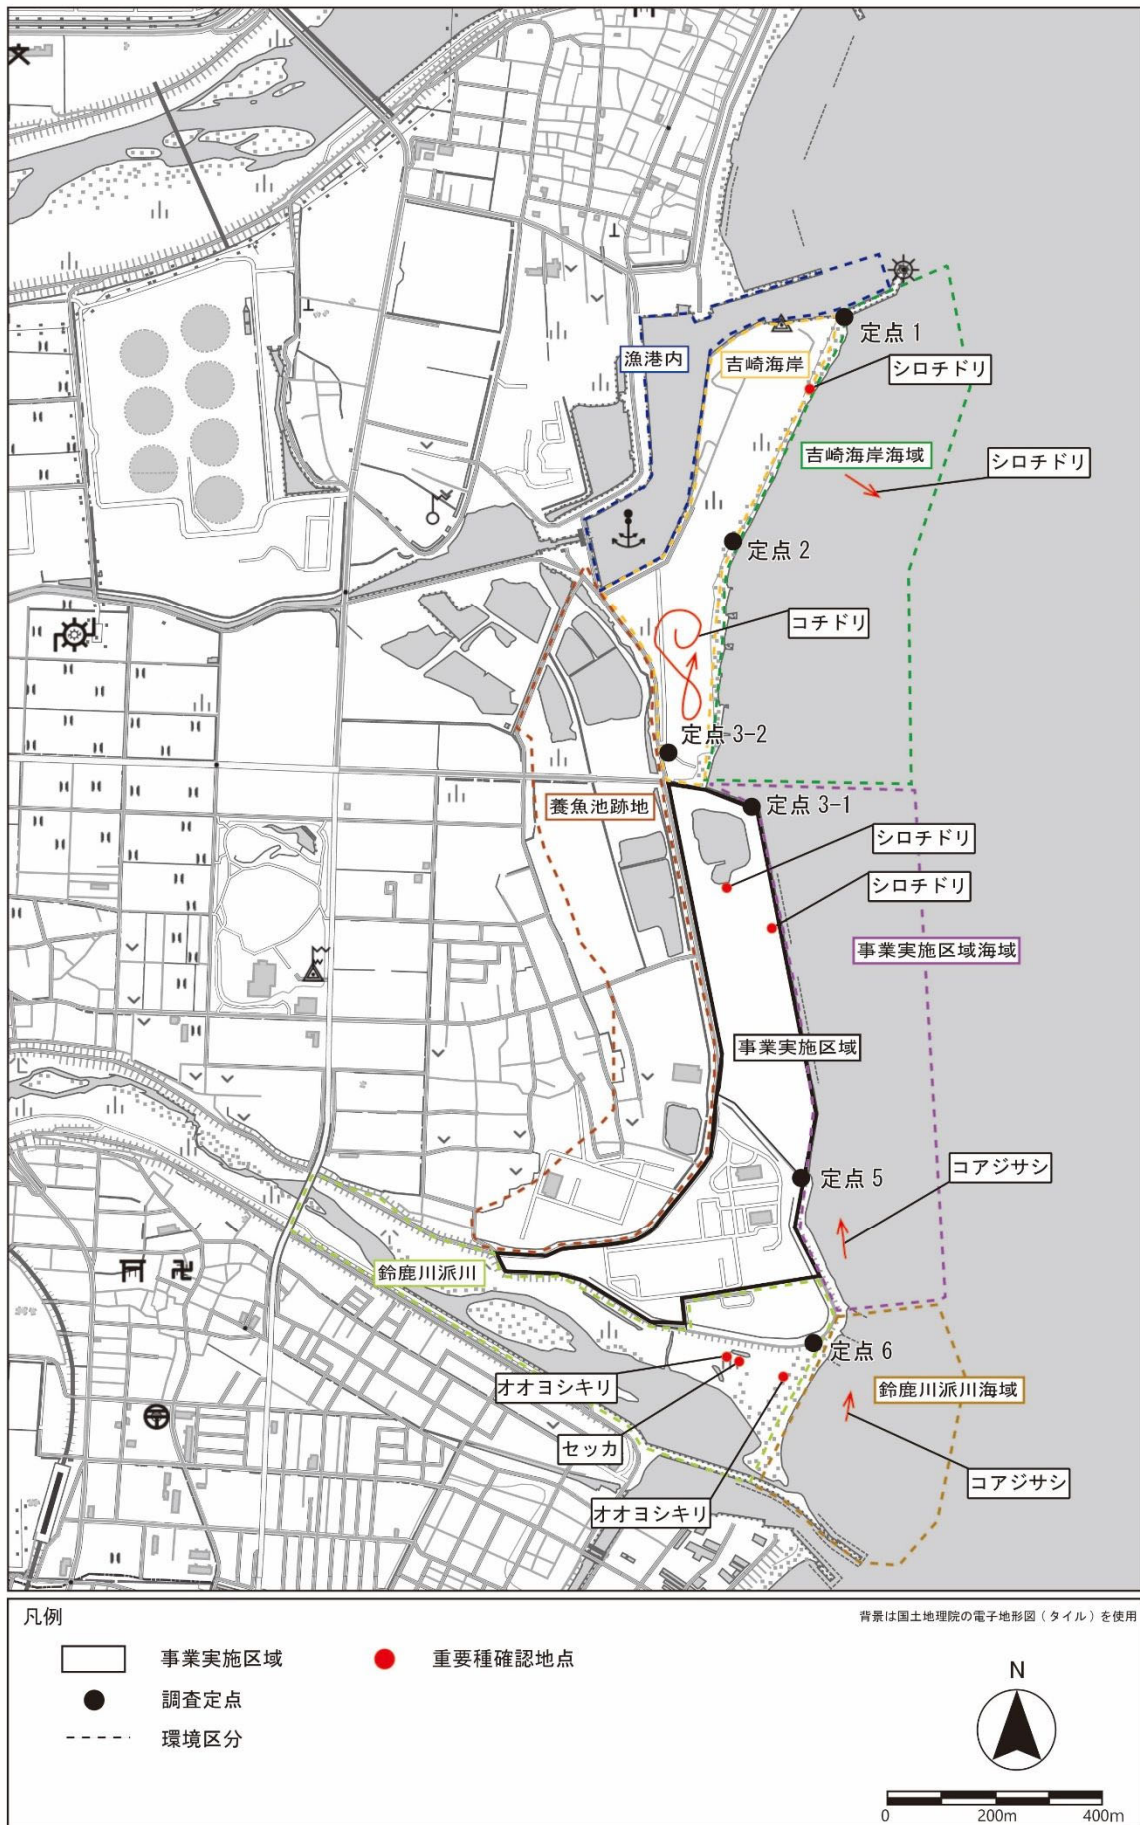 定点 1
漁港内
吉崎海岸
シロチドリ
吉崎海岸海域
シロチドリ
定点 2
コチドリ
定点 3-2
養魚池跡地
定点 3-1
シロチドリ
シロチドリ
事業実施区域海域
事業実施区域
コアジサシ
定点 5
鈴鹿川派川
定点 6
オオヨシキリ
鈴鹿川派川海域
セッカ
コアジサシ
オオヨシキリ
凡例
背景は国土地理院の電子地形図（タイル）を使用
事業実施区域
重要種確認地点
調査定点
環境区分
N
0 200m 400m